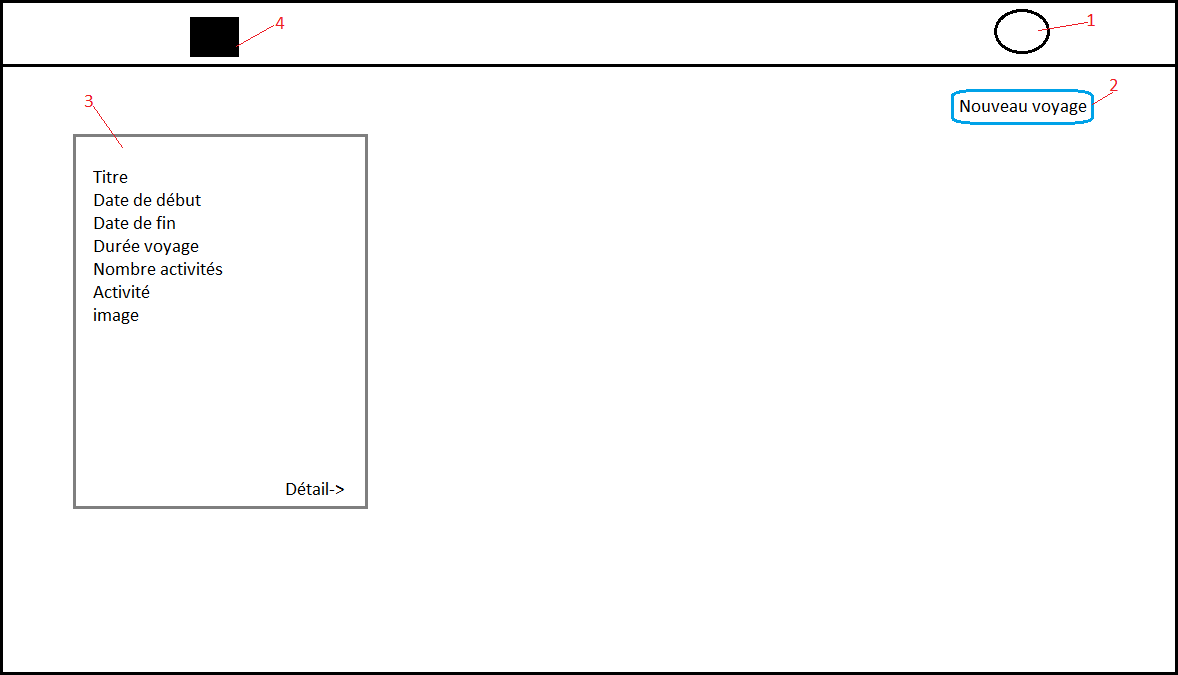 4
1
2
Nouveau voyage
3
Titre
Date de début
Date de fin
Durée voyage
Nombre activités
Activité
image
Détail->